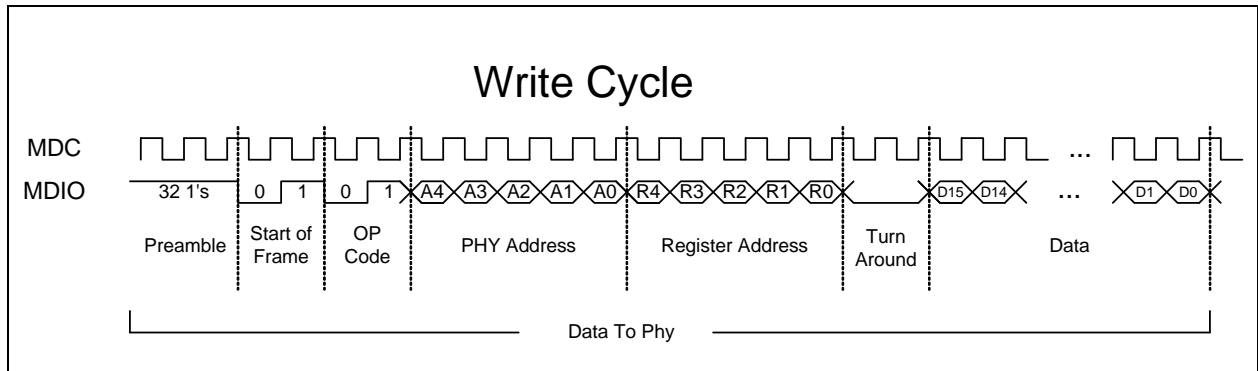 Write Cycle
MDC
...
MDIO
32 1's 0 1 0 1 A4 A3 A2 A1 A0 R4 R3 R2 R1 R0 D15 D14 ... D1 D0
Preamble
Start of
Frame
OP
Code
PHY Address
Register Address
Turn
Around
Data
Data To Phy